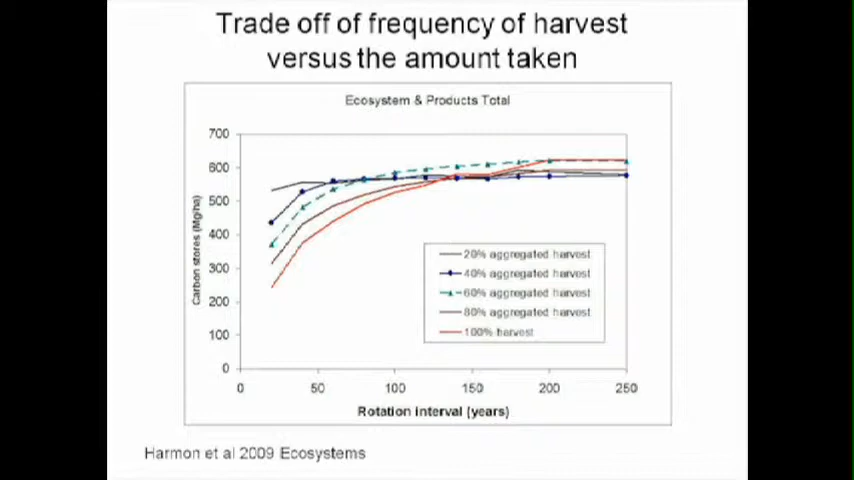 Trade off of frequency of harvest
versus the amount taken
Ecosystem & Products Total
700
600
500
400
300
200
100
0
Carbon stores (Mg/ha)
20% aggregated harvest
40% aggregated harvest
60% aggregated harvest
80% aggregated harvest
100% harvest
0 50 100 150 200 250
Rotation interval (years)
Harmon et al 2009 Ecosystems